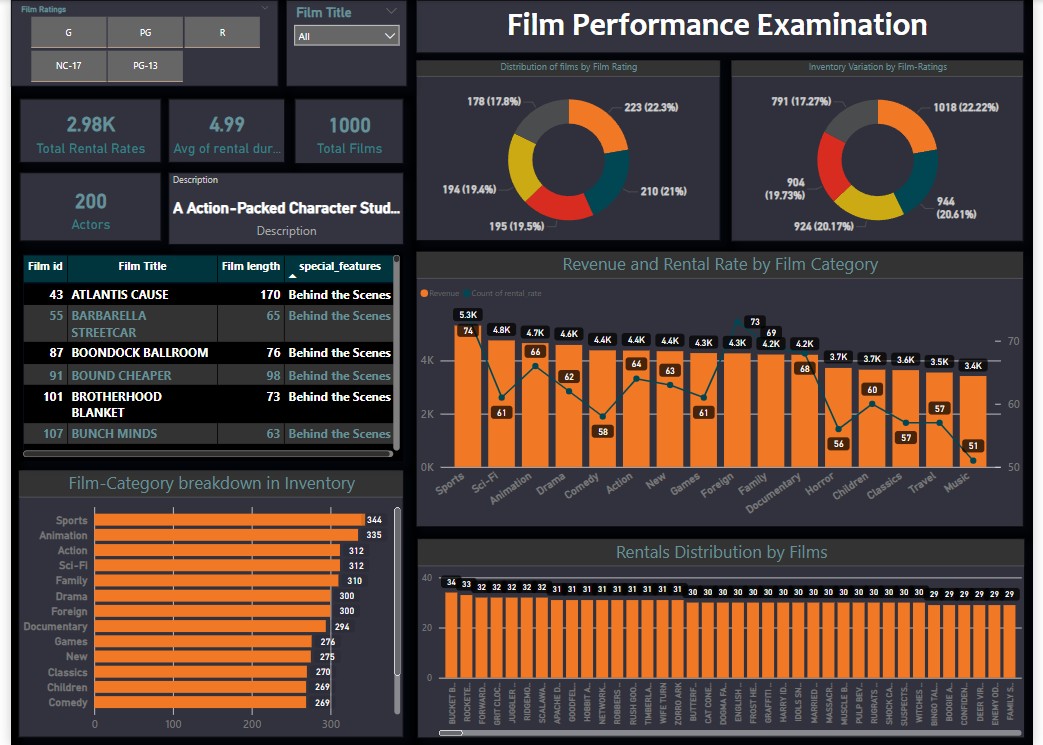 Film Ratings
G
PG
R
NC-17
PG-13
Film Title
All
Film Performance Examination
2.98K
Total Rental Rates
4.99
Avg of rental dur...
1000
Total Films
200
Actors
Description
A Action-Packed Character Stud...
Description
Distribution of films by Film Rating
178 (17.8%)
223 (22.3%)
194 (19.4%)
210 (21%)
195 (19.5%)
Inventory Variation by Film-Ratings
791 (17.27%)
1018 (22.22%)
904
(19.73%)
944
(20.61%)
924 (20.17%)
Film id Film Title Film length special_features
43 ATLANTIS CAUSE 170 Behind the Scenes
55 BARBARELLA 65 Behind the Scenes
STREETCAR
87 BOONDOCK BALLROOM 76 Behind the Scenes
91 BOUND CHEAPER 98 Behind the Scenes
101 BROTHERHOOD 73 Behind the Scenes
BLANKET
107 BUNCH MINDS 63 Behind the Scenes
Revenue and Rental Rate by Film Category
Revenue Count of rental rate
5.3K 4.8K 4.7K 4.6K 4.4K 4.4K 4.4K 4.3K 4.3K 4.2K 4.2K 3.7K 3.7K 3.6K 3.5K 3.4K
74 61 66 62 58 64 63 61 73 69 68 56 60 57 57 51
4K 70
2K 60
0K 50
Sports Sci-Fi Animation Drama Comedy Action New Games Foreign Family Documentary Horror Children Classics Travel Music
Film-Category breakdown in Inventory
Sports 344
Animation 335
Action 312
Sci-Fi 312
Family 310
Drama 300
Foreign 300
Documentary 294
Games 276
New 275
Classics 270
Children 269
Comedy 269
0 100 200 300
Rentals Distribution by Films
40
20
0
34 33 32 32 32 32 32 31 31 31 31 31 31 31 31 31 30 30 30 30 30 30 30 30 30 30 30 30 30 30 30 30 29 29 29 29 29 29
BUCKET B... ROCKETE... FORWARD... GRIT CLOC... JUGGLER ... RIDGEMO... SCALAWA... APACHE D... GOODFEL... HOBBIT A... NETWORK... ROBBERS ... RUSH GOO... TIMBERLA... WIFE TURN ZORRO ARK BUTTERF... CAT CONE... DOGMA FA... ENGLISH ... FROST HE... GRAFFITI ... HARRY ID... IDOLS SN... MARRIED ... MASSACR... MUSCLE B... PULP BEV... RUGRATS ... SHOCK CA... SUSPECTS... WITCHES ... BINGO TAL... BOOGIE A... CONFIDEN... DEER VIR... ENEMY OD... FAMILY S...